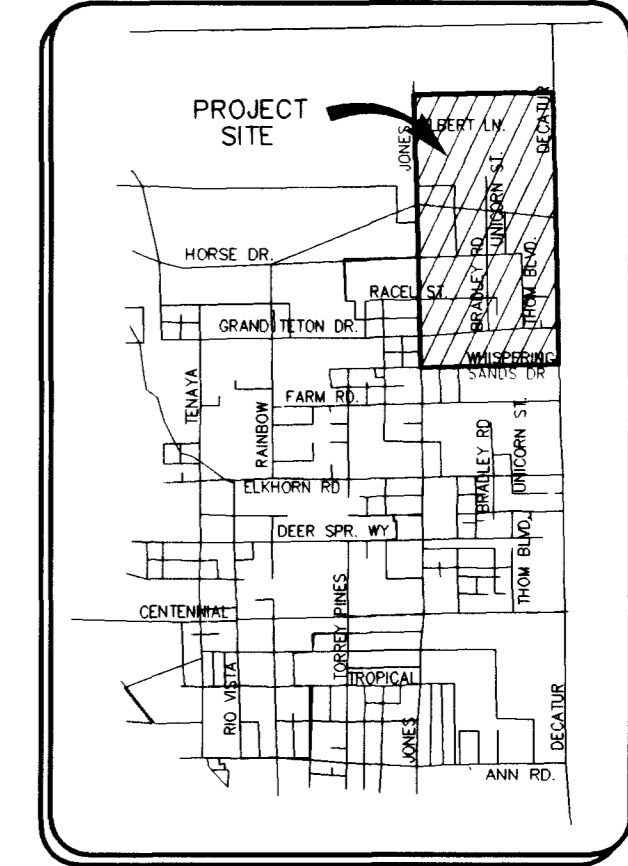 PROJECT
SITE
JONES
LBERT LN.
DECATUR
UNICORN ST.
HORSE DR.
BRADLEY RD
THOM BLVD.
RACEL ST.
GRAND TETON DR.
WHISPERING
SANDS DR
TENAYA
RAINBOW
FARM RD.
BRADLEY RD
UNICORN ST.
ELKHORN RD
DEER SPR. WY
THOM BLVD.
CENTENNIAL
TORREY PINES
TROPICAL
RIO VISTA
JONES
DECATUR
ANN RD.